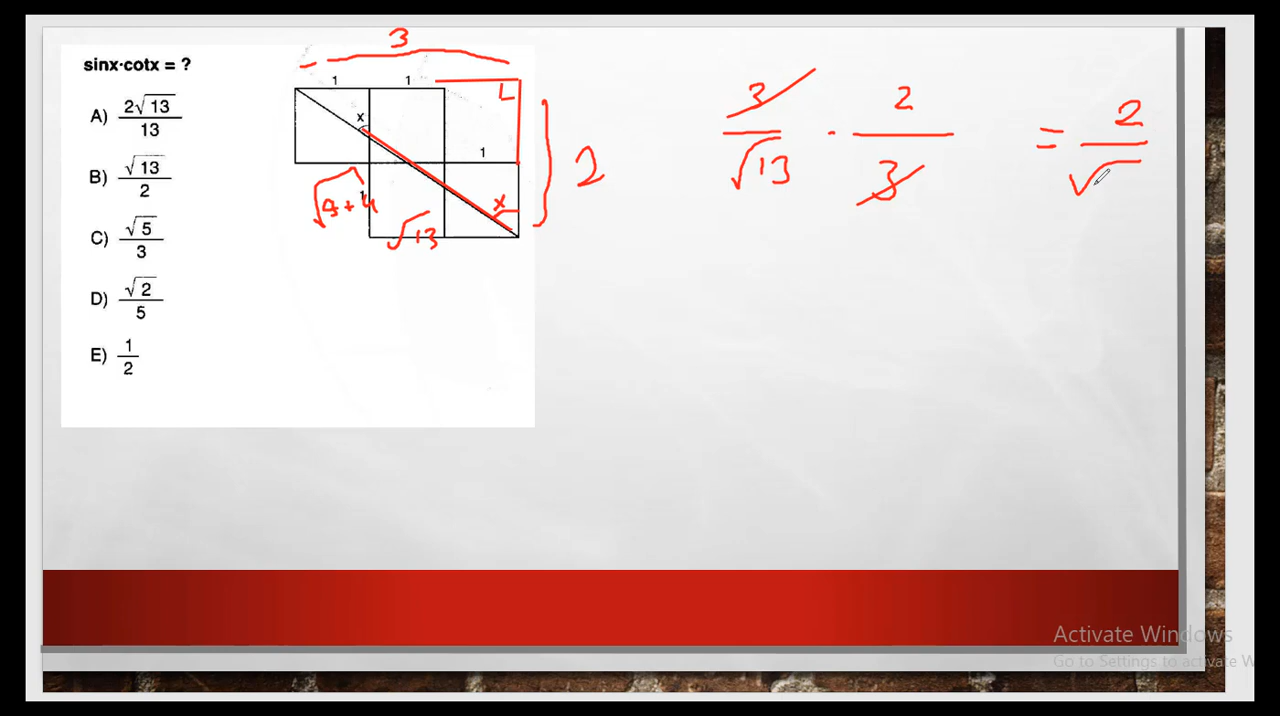 sinx·cotx = ?
A) 2√13 / 13
B) √13 / 2
C) √5 / 3
D) √2 / 5
E) 1 / 2
3
1 1
x
1
1
x
2
√9+4
√13
3/√13 · 2/3 = 2/√
Activate Windows
Go to Settings to activate W